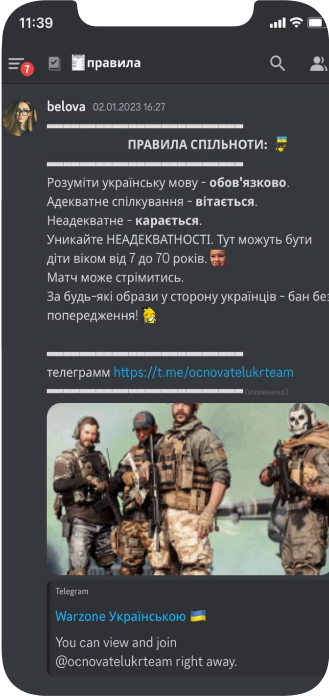 11:39
7
правила
belova 02.01.2023 16:27
ПРАВИЛА СПІЛЬНОТИ:
Розуміти українську мову - обов'язково.
Адекватне спілкування - вітається.
Неадекватне - карається.
Уникайте НЕАДЕКВАТНОСТІ. Тут можуть бути
діти віком від 7 до 70 років.
Матч може стрімитись.
За будь-які образи у сторону українців - бан без
попередження!
телеграмм https://t.me/ocnovatelukrteam
(изменено)
Telegram
Warzone Українською
You can view and join
@ocnovatelukrteam right away.